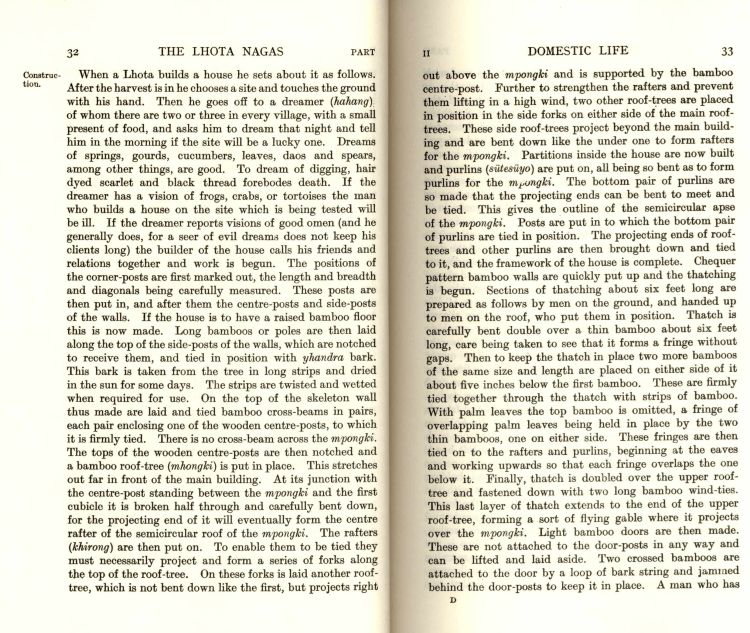 32 THE LHOTA NAGAS PART
Construc-
tion.
When a Lhota builds a house he sets about it as follows.
After the harvest is in he chooses a site and touches the ground
with his hand. Then he goes off to a dreamer (hahang)
of whom there are two or three in every village, with a small
present of food, and asks him to dream that night and tell
him in the morning if the site will be a lucky one. Dreams
of springs, gourds, cucumbers, leaves, daos and spears,
among other things, are good. To dream of digging, hair
dyed scarlet and black thread forebodes death. If the
dreamer has a vision of frogs, crabs, or tortoises the man
who builds a house on the site which is being tested will
be ill. If the dreamer reports visions of good omen (and he
generally does, for a seer of evil dreams does not keep his
clients long) the builder of the house calls his friends and
relations together and work is begun. The positions of
the corner-posts are first marked out, the length and breadth
and diagonals being carefully measured. These posts are
then put in, and after them the centre-posts and side-posts
of the walls. If the house is to have a raised bamboo floor
this is now made. Long bamboos or poles are then laid
along the top of the side-posts of the walls, which are notched
to receive them, and tied in position with yhandra bark.
This bark is taken from the tree in long strips and dried
in the sun for some days. The strips are twisted and wetted
when required for use. On the top of the skeleton wall
thus made are laid and tied bamboo cross-beams in pairs,
each pair enclosing one of the wooden centre-posts, to which
it is firmly tied. There is no cross-beam across the mpongki.
The tops of the wooden centre-posts are then notched and
a bamboo roof-tree (mhongki) is put in place. This stretches
out far in front of the main building. At its junction with
the centre-post standing between the mpongki and the first
cubicle it is broken half through and carefully bent down,
for the projecting end of it will eventually form the centre
rafter of the semicircular roof of the mpongki. The rafters
(khirong) are then put on. To enable them to be tied they
must necessarily project and form a series of forks along
the top of the roof-tree. On these forks is laid another roof-
tree, which is not bent down like the first, but projects right
II DOMESTIC LIFE 33
out above the mpongki and is supported by the bamboo
centre-post. Further to strengthen the rafters and prevent
them lifting in a high wind, two other roof-trees are placed
in position in the side forks on either side of the main roof-
trees. These side roof-trees project beyond the main build-
ing and are bent down like the under one to form rafters
for the mpongki. Partitions inside the house are now built
and purlins (sütesüyo) are put on, all being so bent as to form
purlins for the mpongki. The bottom pair of purlins are
so made that the projecting ends can be bent to meet and
be tied. This gives the outline of the semicircular apse
of the mpongki. Posts are put in to which the bottom pair
of purlins are tied in position. The projecting ends of roof-
trees and other purlins are then brought down and tied
to it, and the framework of the house is complete. Chequer
pattern bamboo walls are quickly put up and the thatching
is begun. Sections of thatching about six feet long are
prepared as follows by men on the ground, and handed up
to men on the roof, who put them in position. Thatch is
carefully bent double over a thin bamboo about six feet
long, care being taken to see that it forms a fringe without
gaps. Then to keep the thatch in place two more bamboos
of the same size and length are placed on either side of it
about five inches below the first bamboo. These are firmly
tied together through the thatch with strips of bamboo.
With palm leaves the top bamboo is omitted, a fringe of
overlapping palm leaves being held in place by the two
thin bamboos, one on either side. These fringes are then
tied on to the rafters and purlins, beginning at the eaves
and working upwards so that each fringe overlaps the one
below it. Finally, thatch is doubled over the upper roof-
tree and fastened down with two long bamboo wind-ties.
This last layer of thatch extends to the end of the upper
roof-tree, forming a sort of flying gable where it projects
over the mpongki. Light bamboo doors are then made.
These are not attached to the door-posts in any way and
can be lifted and laid aside. Two crossed bamboos are
attached to the door by a loop of bark string and jammed
behind the door-posts to keep it in place. A man who has
D